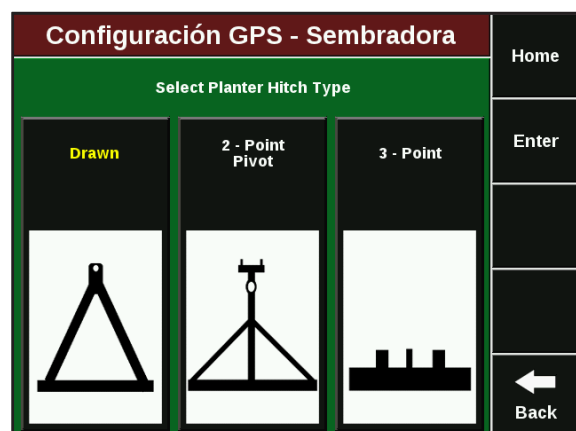 Configuración GPS - Sembradora
Select Planter Hitch Type
Drawn
2 - Point
Pivot
3 - Point
Home
Enter
Back